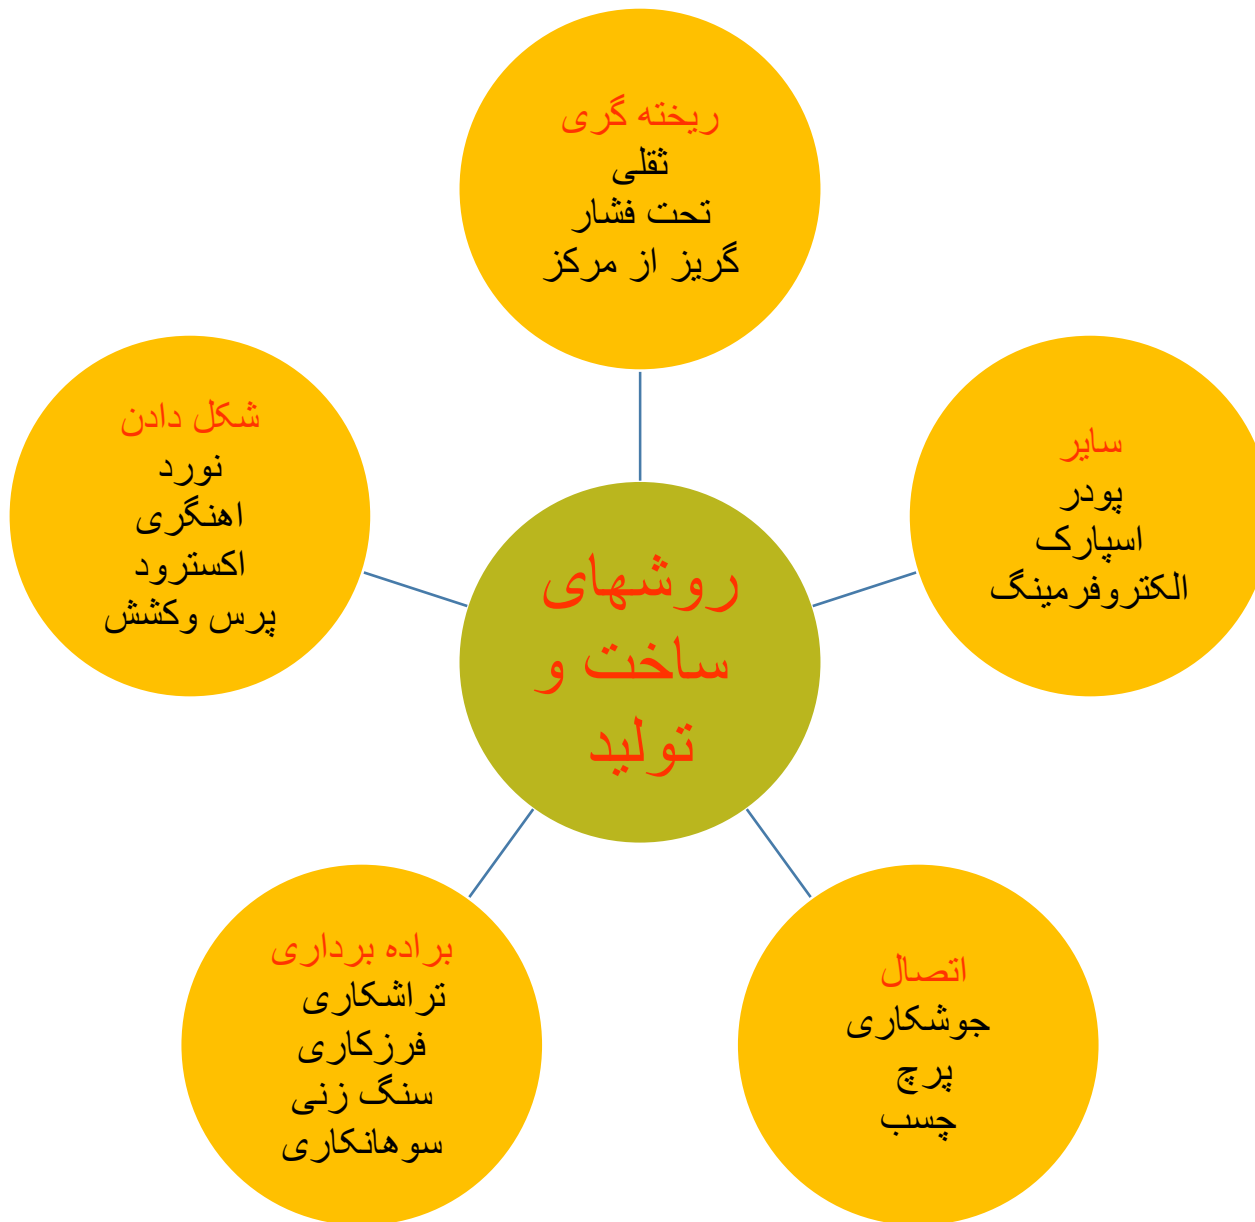 ریخته گری
ثقلی
تحت فشار
گریز از مرکز
شکل دادن
نورد
اهنگری
اکسترود
پرس وکشش
سایر
پودر
اسپارک
الکتروفرمینگ
روشهای
ساخت و
تولید
براده برداری
تراشکاری
فرزکاری
سنگ زنی
سوهانکاری
اتصال
جوشکاری
پرچ
چسب